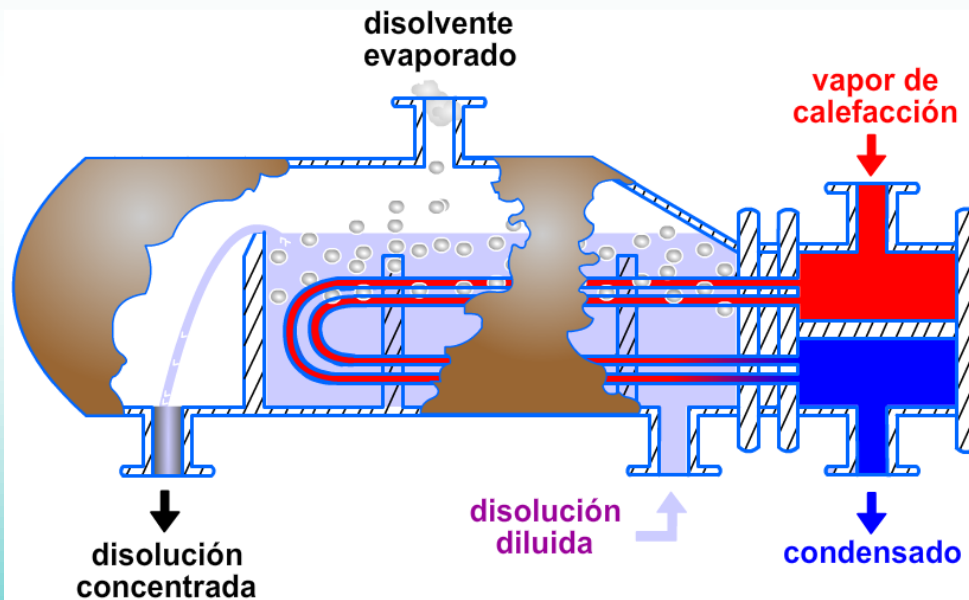 disolvente
evaporado
vapor de
calefacción
disolución
diluida
condensado
disolución
concentrada